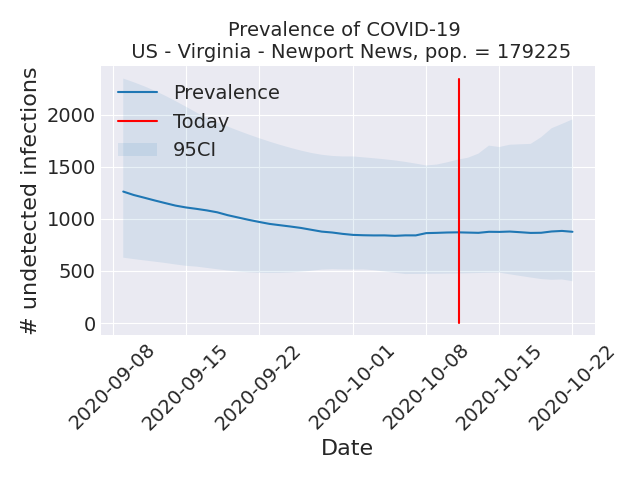 Prevalence of COVID-19
US - Virginia - Newport News, pop. = 179225
# undetected infections
2000
1500
1000
500
0
Prevalence
Today
95CI
2020-09-08
2020-09-15
2020-09-22
2020-10-01
2020-10-08
2020-10-15
2020-10-22
Date